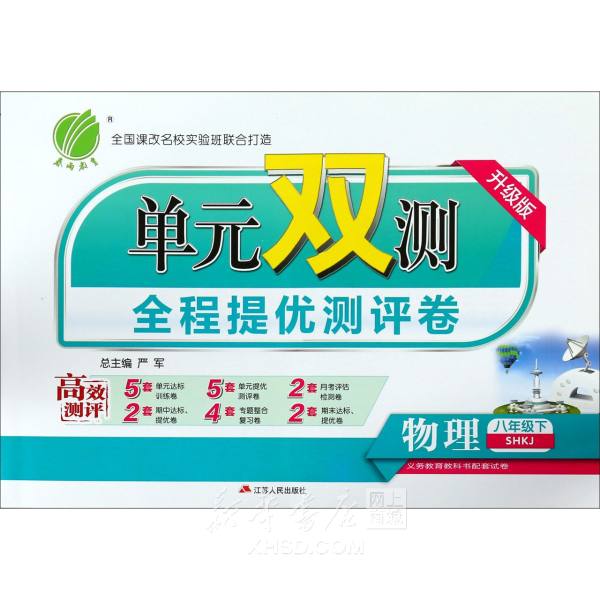 春雨教育
®
全国课改名校实验班联合打造
升级版
单元双测
全程提优测评卷
总主编 严 军
高效
测评
5套 单元达标训练卷
5套 单元提优测评卷
2套 月考评估检测卷
2套 期中达标、提优卷
4套 专题整合复习卷
2套 期末达标、提优卷
物理 八年级下
SHKJ
义务教育教科书配套试卷
江苏人民出版社
新华书店 网上商城
XHSD.COM